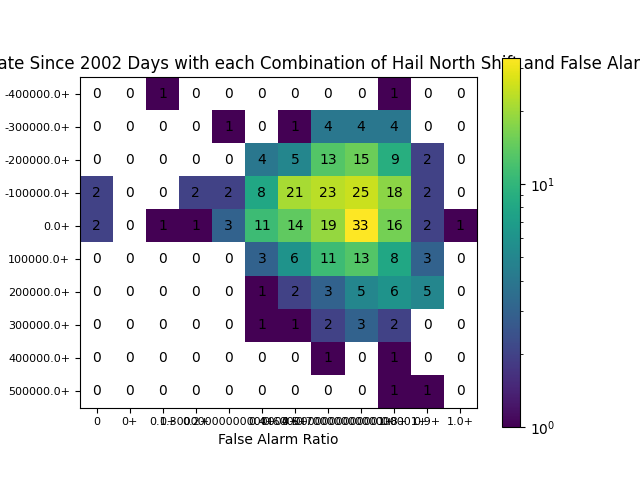 ate Since 2002 Days with each Combination of Hail North Shift and False Alar
-400000.0+ 0 0 1 0 0 0 0 0 0 1 0 0
-300000.0+ 0 0 0 0 1 0 1 4 4 4 0 0
-200000.0+ 0 0 0 0 0 4 5 13 15 9 2 0
-100000.0+ 2 0 0 2 2 8 21 23 25 18 2 0
0.0+ 2 0 1 1 3 11 14 19 33 16 2 1
100000.0+ 0 0 0 0 0 3 6 11 13 8 3 0
200000.0+ 0 0 0 0 0 1 2 3 5 6 5 0
300000.0+ 0 0 0 0 0 1 1 2 3 2 0 0
400000.0+ 0 0 0 0 0 0 0 1 0 1 0 0
500000.0+ 0 0 0 0 0 0 0 0 0 1 1 0
0 0+ 1.0+
False Alarm Ratio
10¹
10⁰